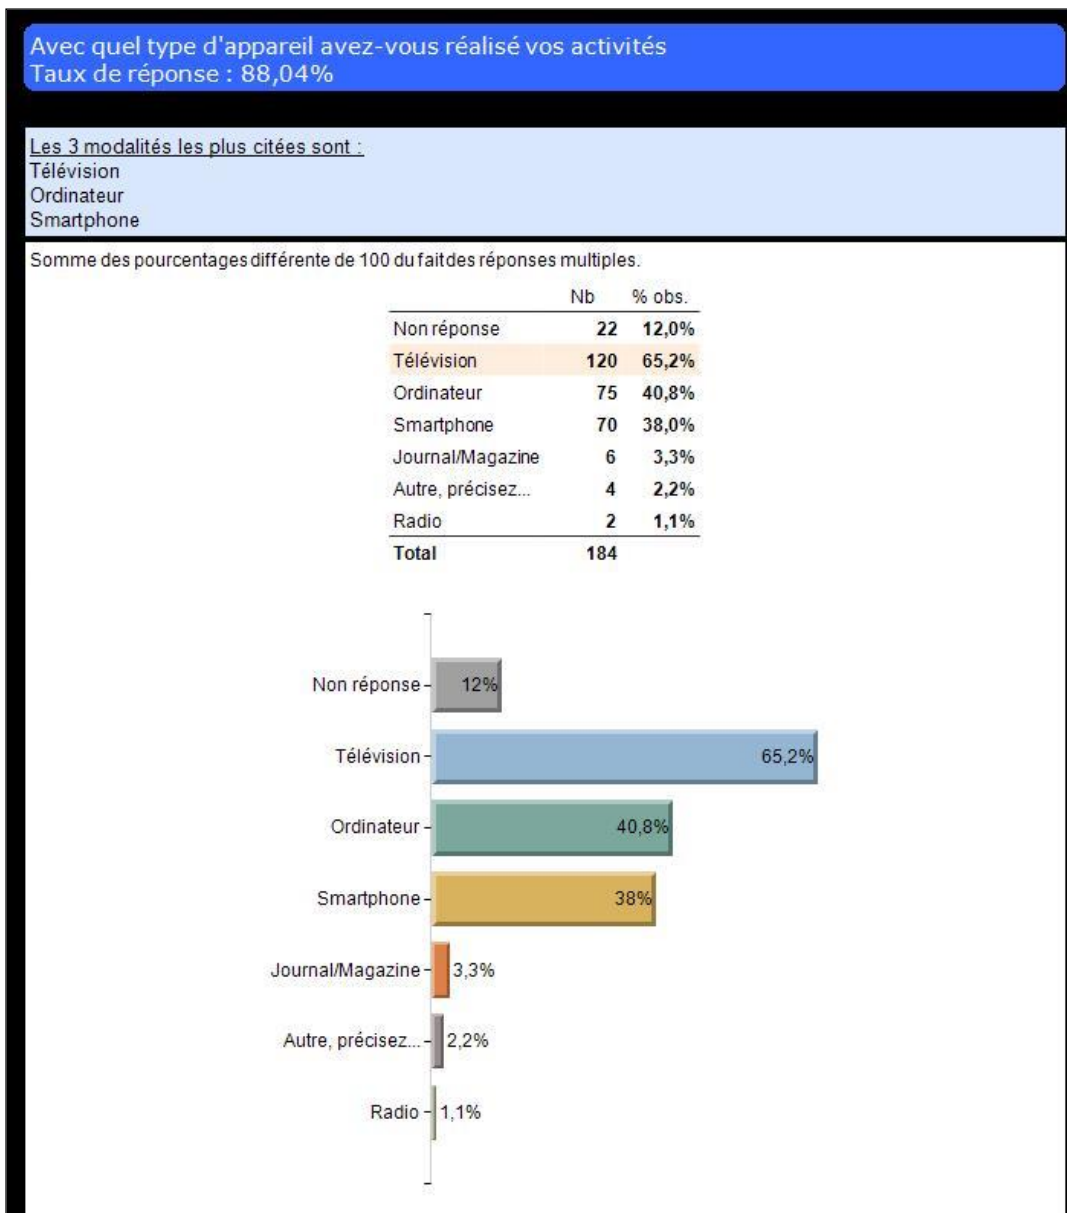 Avec quel type d'appareil avez-vous réalisé vos activités
Taux de réponse : 88,04%
Les 3 modalités les plus citées sont :
Télévision
Ordinateur
Smartphone
Somme des pourcentages différente de 100 du fait des réponses multiples.
Nb % obs.
Non réponse 22 12,0%
Télévision 120 65,2%
Ordinateur 75 40,8%
Smartphone 70 38,0%
Journal/Magazine 6 3,3%
Autre, précisez... 4 2,2%
Radio 2 1,1%
Total 184
Non réponse 12%
Télévision 65,2%
Ordinateur 40,8%
Smartphone 38%
Journal/Magazine 3,3%
Autre, précisez... 2,2%
Radio 1,1%